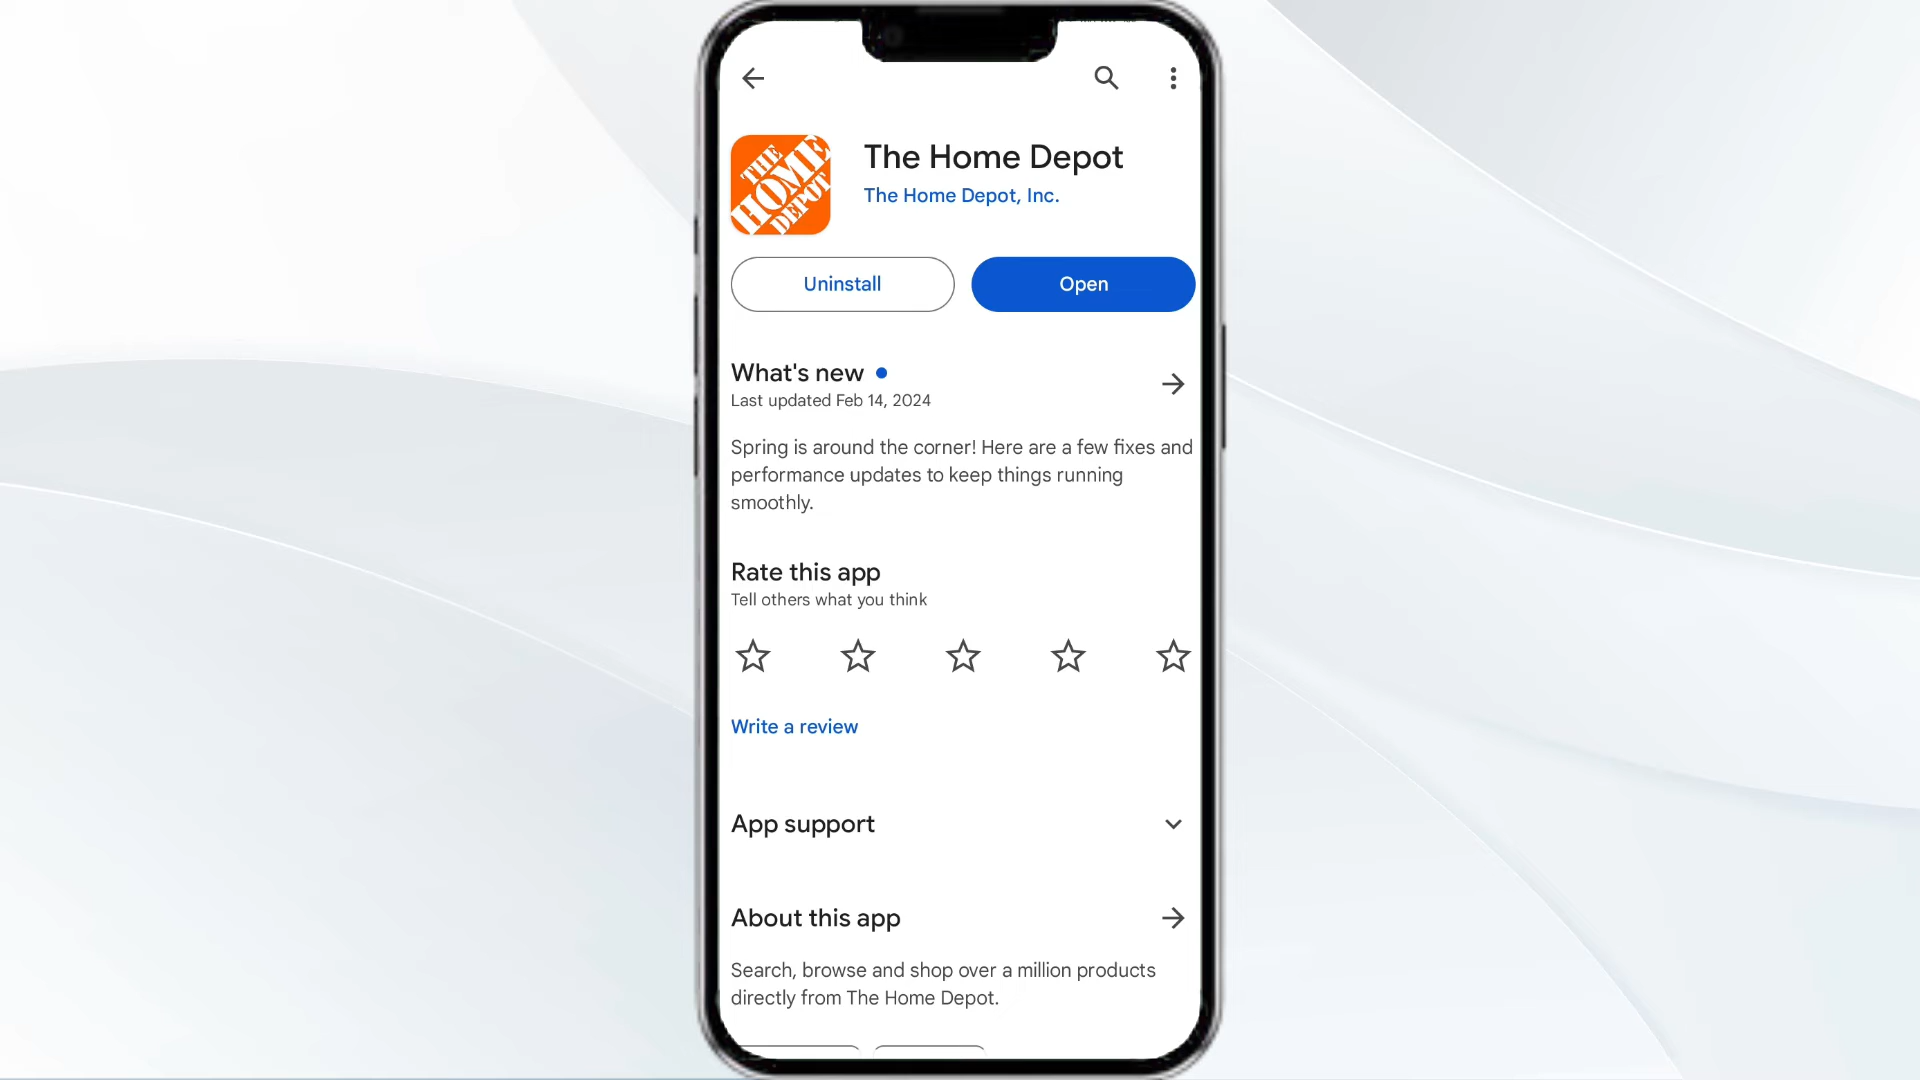 The Home Depot
The Home Depot, Inc.
THE
HOME
DEPOT
Uninstall
Open
What's new
Last updated Feb 14, 2024
Spring is around the corner! Here are a few fixes and
performance updates to keep things running
smoothly.
Rate this app
Tell others what you think
Write a review
App support
About this app
Search, browse and shop over a million products
directly from The Home Depot.